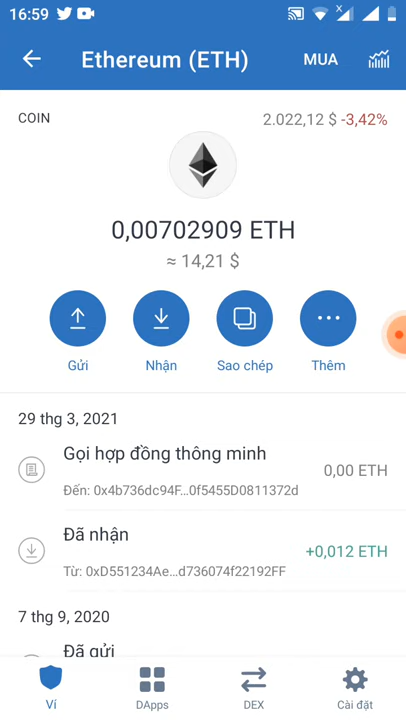 16:59
Ethereum (ETH)
MUA
COIN
2.022,12 $ -3,42%
0,00702909 ETH
≈ 14,21 $
Gửi
Nhận
Sao chép
Thêm
29 thg 3, 2021
Gọi hợp đồng thông minh
0,00 ETH
Đến: 0x4b736dc94F...0f5455D0811372d
Đã nhận
+0,012 ETH
Từ: 0xD551234Ae...d736074f22192FF
7 thg 9, 2020
Đã gửi
Ví
DApps
DEX
Cài đặt